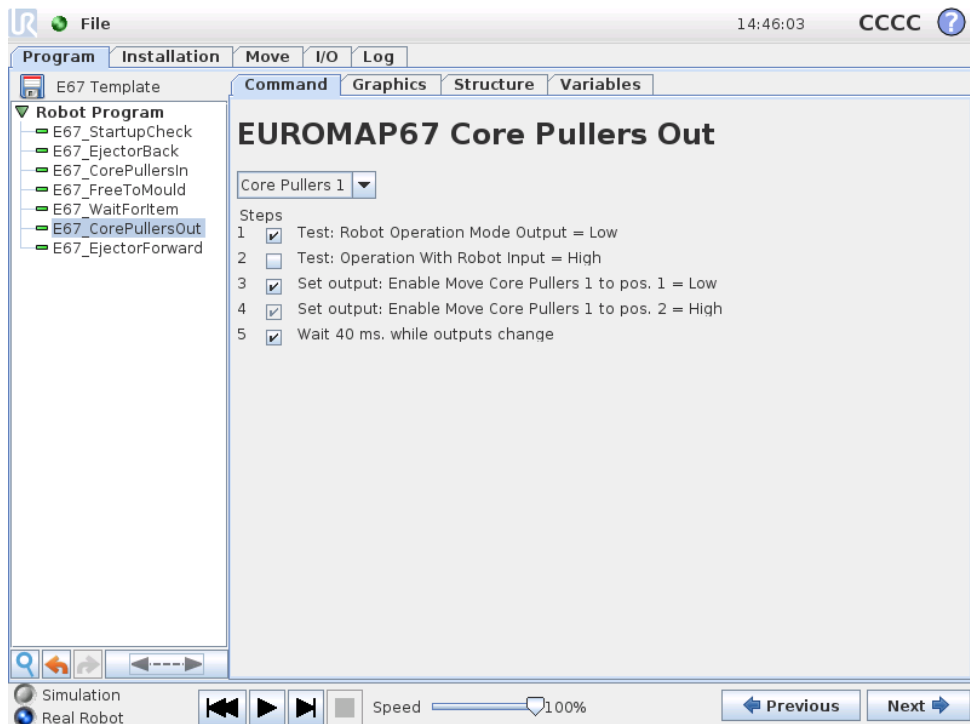 UR File 14:46:03 CCCC ?
Program Installation Move I/O Log
E67 Template
Command Graphics Structure Variables
Robot Program
E67_StartupCheck
E67_EjectorBack
E67_CorePullersIn
E67_FreeToMould
E67_WaitForItem
E67_CorePullersOut
E67_EjectorForward
EUROMAP67 Core Pullers Out
Core Pullers 1
Steps
1 Test: Robot Operation Mode Output = Low
2 Test: Operation With Robot Input = High
3 Set output: Enable Move Core Pullers 1 to pos. 1 = Low
4 Set output: Enable Move Core Pullers 1 to pos. 2 = High
5 Wait 40 ms. while outputs change
Simulation
Real Robot
Speed 100%
Previous Next